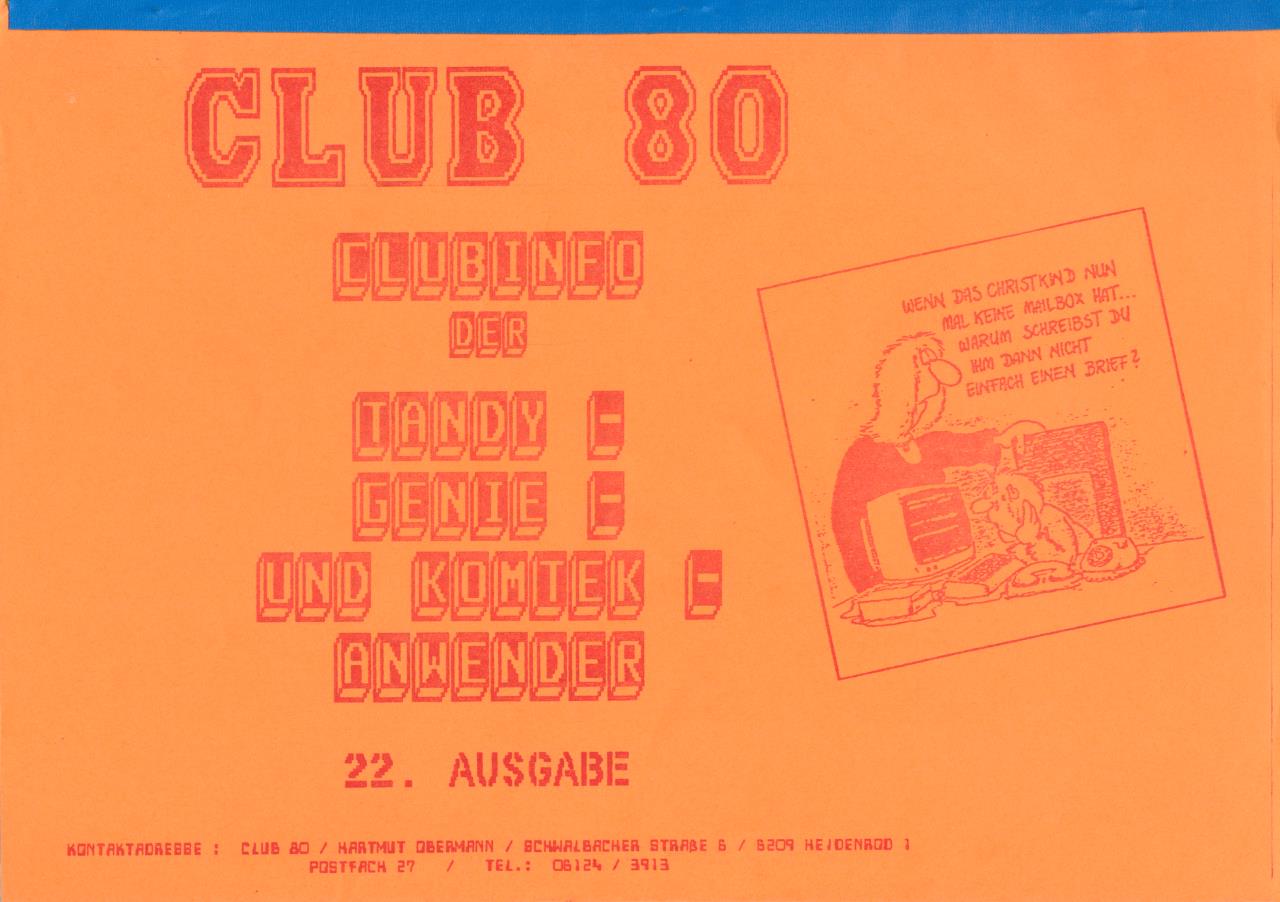 CLUB 80
CLUBINFO
DER
TANDY -
GENIE -
UND KOMTEK -
ANWENDER
22. AUSGABE
WENN DAS CHRISTKIND NUN
MAL KEINE MAILBOX HAT...
WARUM SCHREIBST DU
IHM DANN NICHT
EINFACH EINEN BRIEF?
KONTAKTADRESSE : CLUB 80 / HARTMUT OBERMANN / SCHWALBACHER STRAßE 6 / 6209 HEIDENROD 1
POSTFACH 27 / TEL.: 06124 / 3913